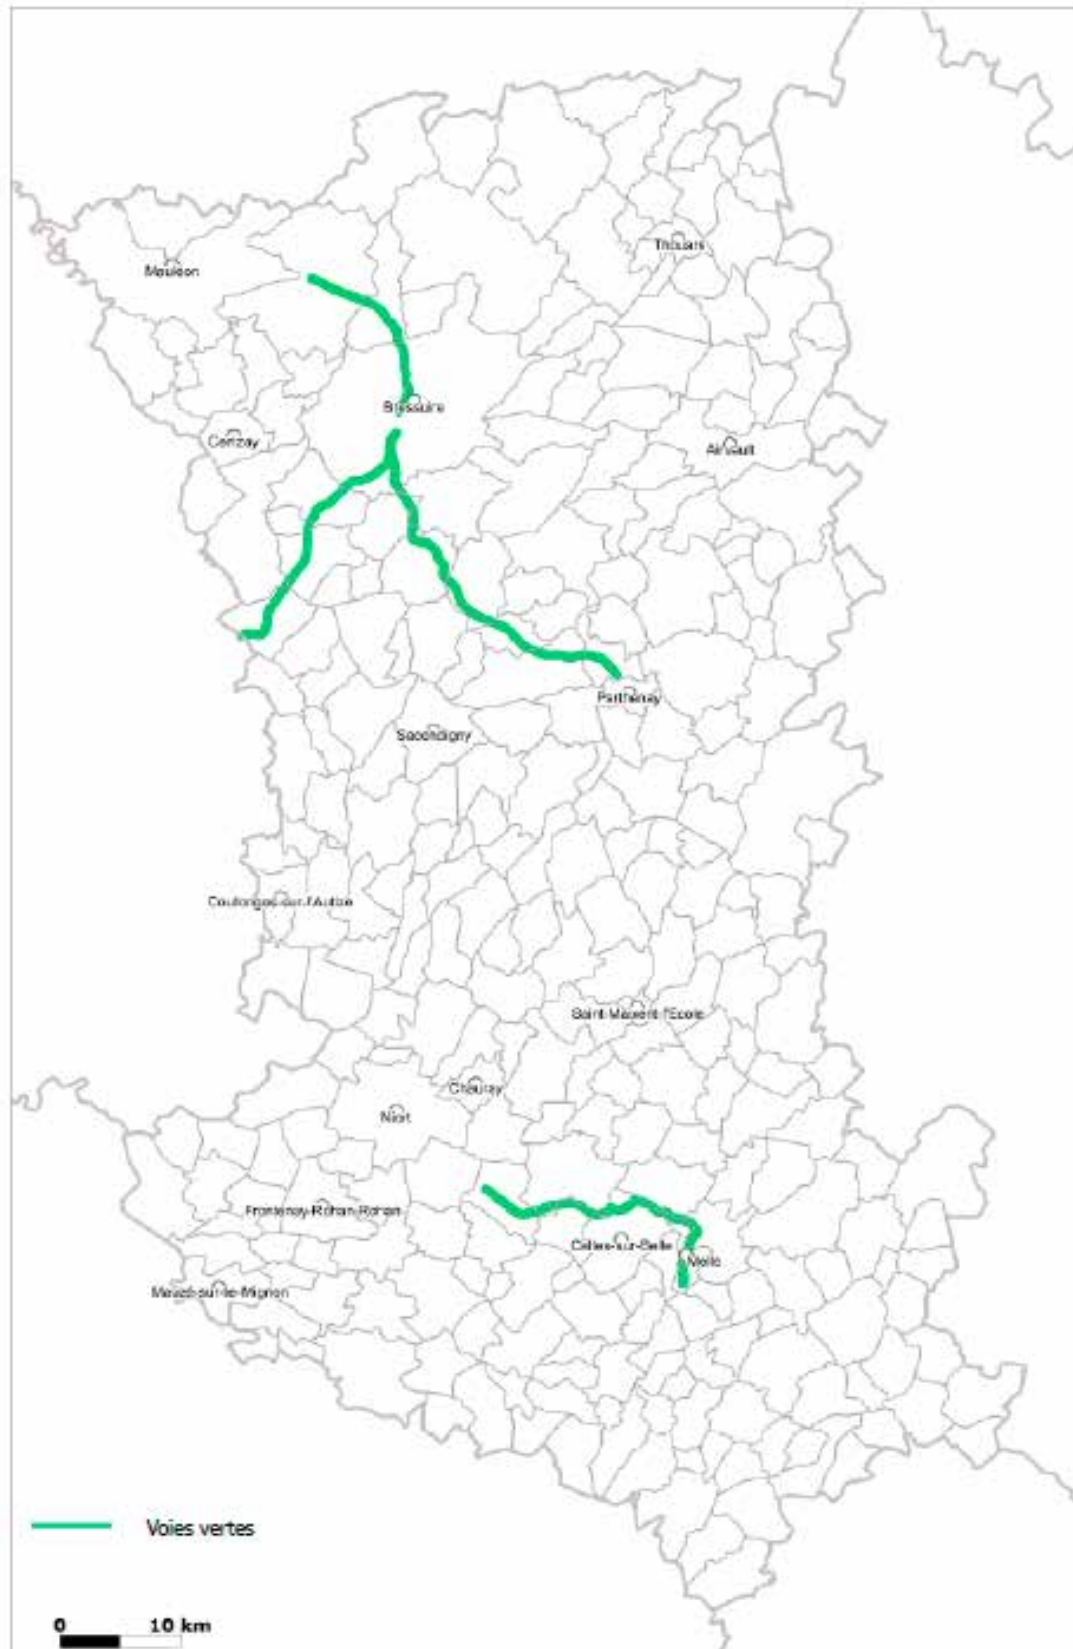 Thouars
Mauléon
Bressuire
Cerizay
Airvault
Parthenay
Secondigny
Coulonges-sur-l'Autize
Saint-Maixent-l'Ecole
Chauray
Niort
Frontenay-Rohan-Rohan
Celles-sur-Belle
Melle
Mauzé-sur-le-Mignon
Voies vertes
0 10 km